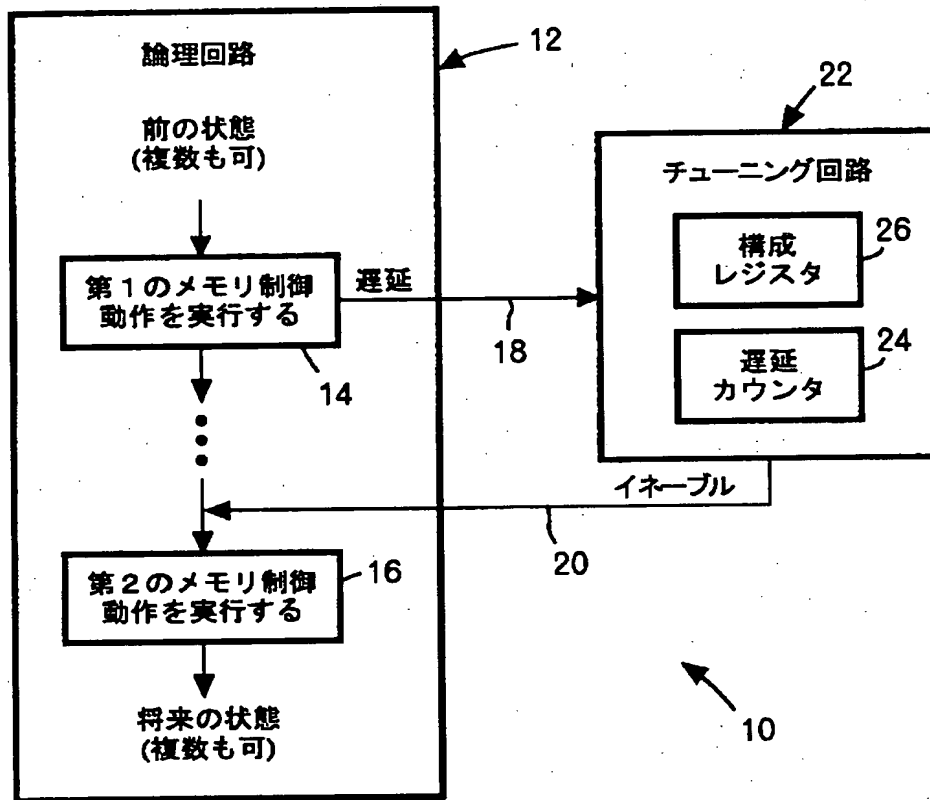 論理回路
12
前の状態
(複数も可)
第1のメモリ制御
動作を実行する
14
遅延
18
22
チューニング回路
構成
レジスタ
26
遅延
カウンタ
24
イネーブル
20
第2のメモリ制御
動作を実行する
16
将来の状態
(複数も可)
10